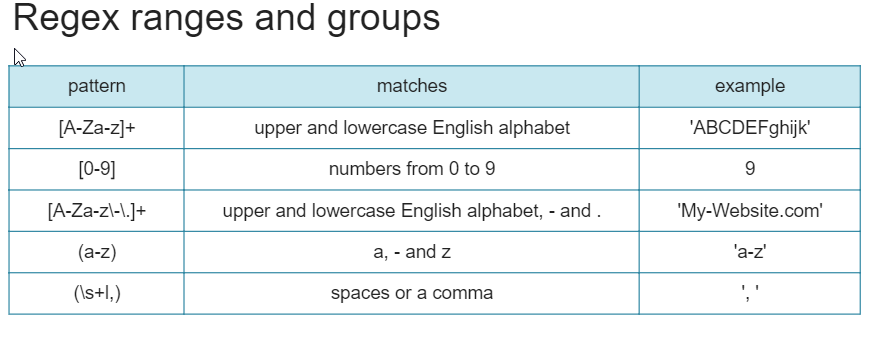 Regex ranges and groups
pattern matches example
[A-Za-z]+ upper and lowercase English alphabet 'ABCDEFghijk'
[0-9] numbers from 0 to 9 9
[A-Za-z\-\.]+ upper and lowercase English alphabet, - and . 'My-Website.com'
(a-z) a, - and z 'a-z'
(\s+l,) spaces or a comma ', '